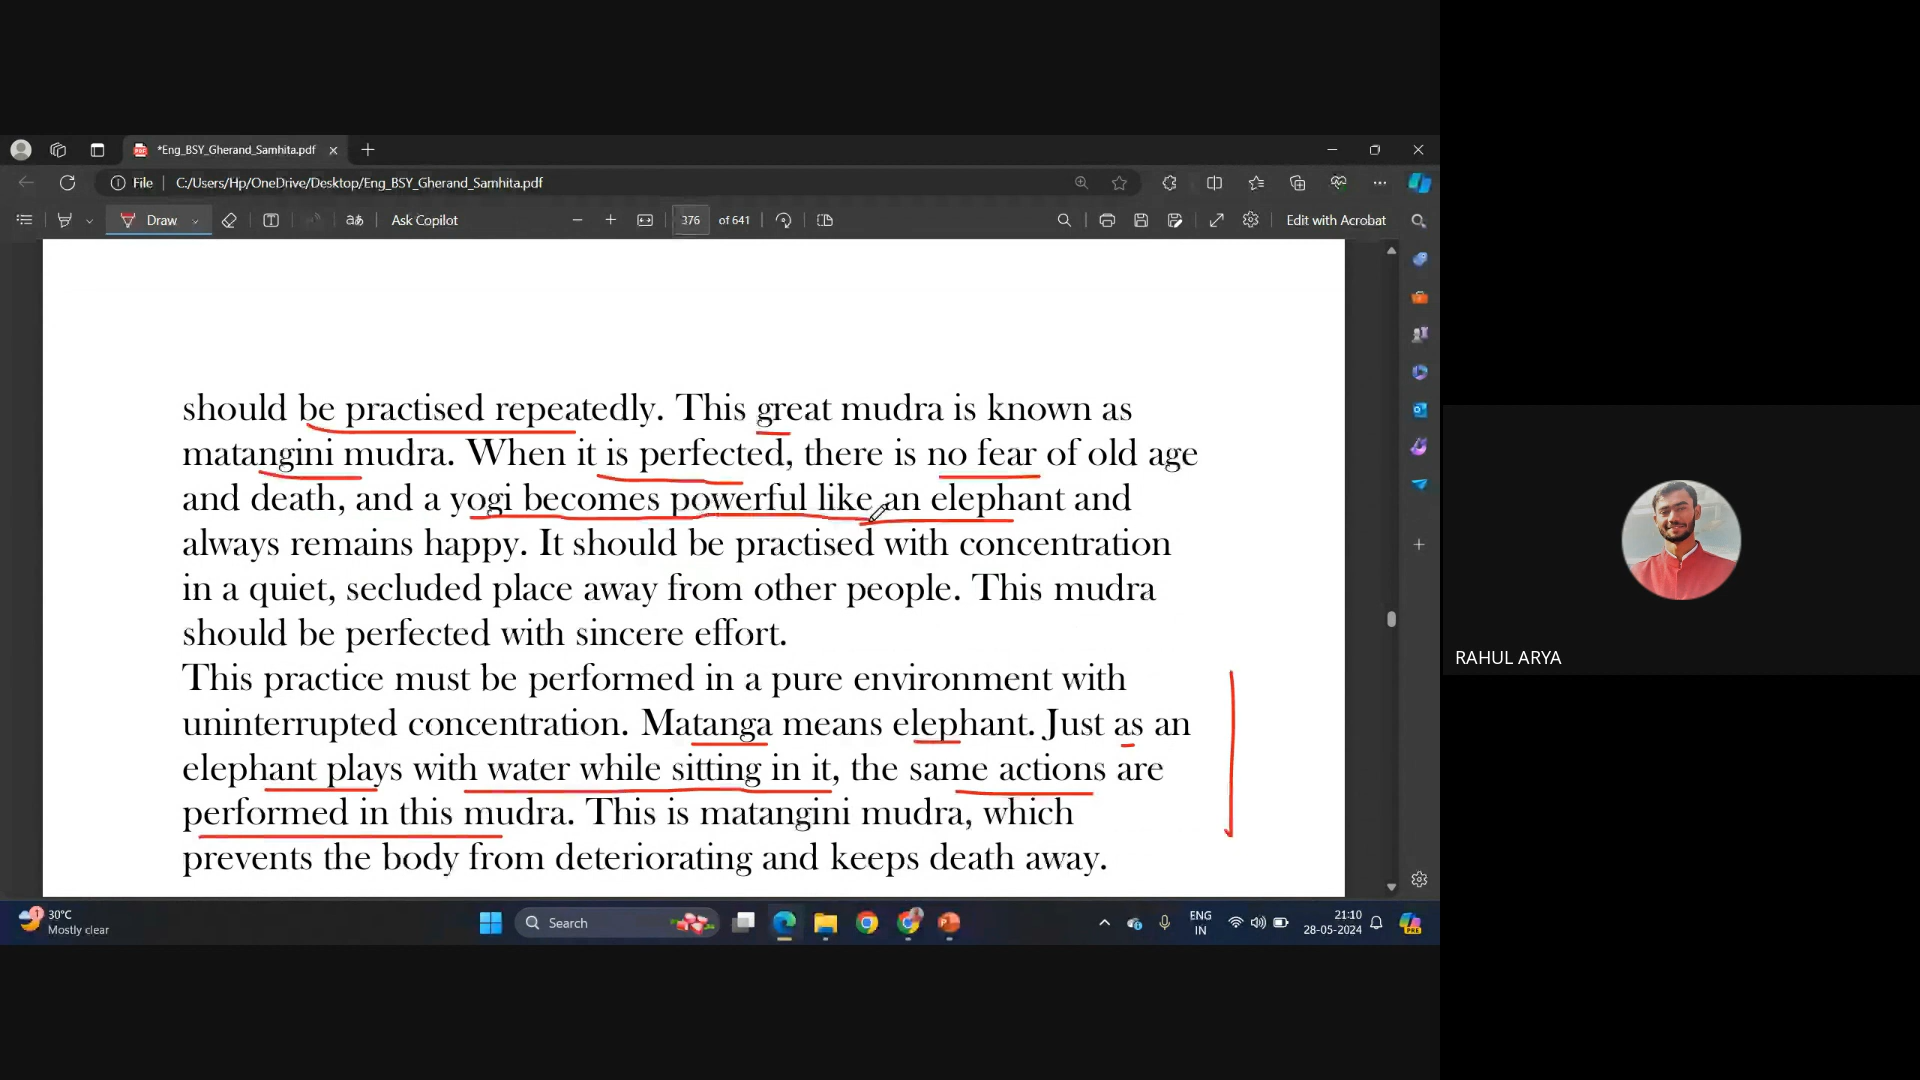 *Eng_BSY_Gherand_Samhita.pdf
File C:/Users/Hp/OneDrive/Desktop/Eng_BSY_Gherand_Samhita.pdf
Draw aあ Ask Copilot 376 of 641 Edit with Acrobat
should be practised repeatedly. This great mudra is known as
matangini mudra. When it is perfected, there is no fear of old age
and death, and a yogi becomes powerful like an elephant and
always remains happy. It should be practised with concentration
in a quiet, secluded place away from other people. This mudra
should be perfected with sincere effort.
This practice must be performed in a pure environment with
uninterrupted concentration. Matanga means elephant. Just as an
elephant plays with water while sitting in it, the same actions are
performed in this mudra. This is matangini mudra, which
prevents the body from deteriorating and keeps death away.
RAHUL ARYA
1 30°C
Mostly clear
Search
ENG
IN
21:10
28-05-2024
PRE